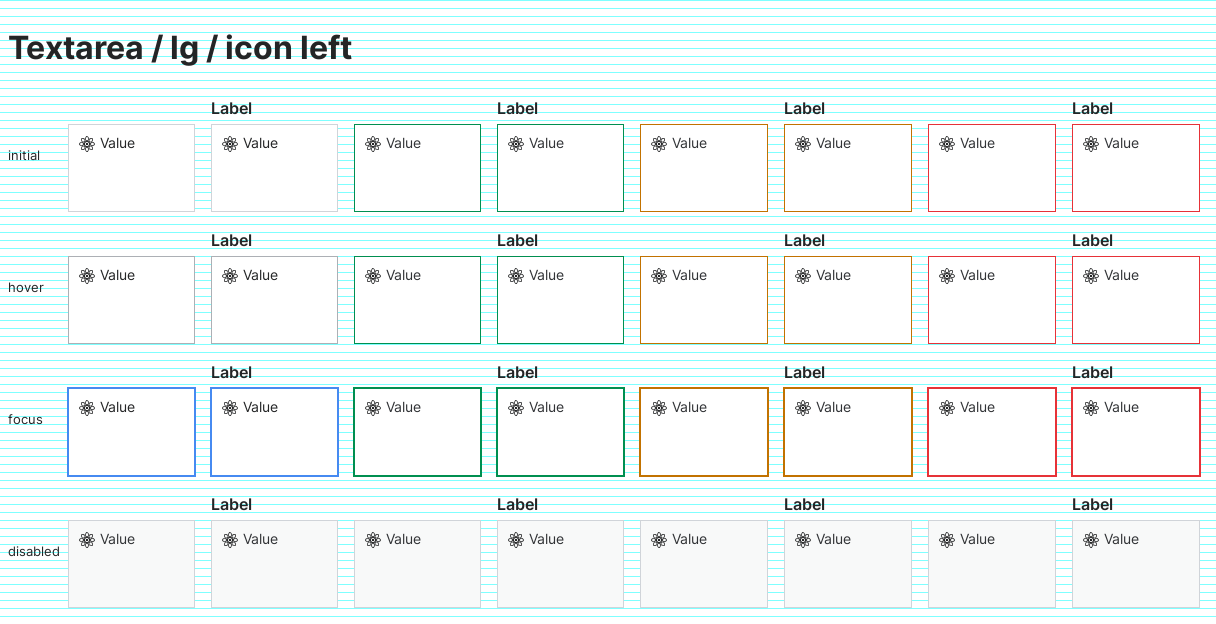 Textarea / lg / icon left
Label Label Label Label
initial Value Value Value Value Value Value Value Value
Label Label Label Label
hover Value Value Value Value Value Value Value Value
Label Label Label Label
focus Value Value Value Value Value Value Value Value
Label Label Label Label
disabled Value Value Value Value Value Value Value Value